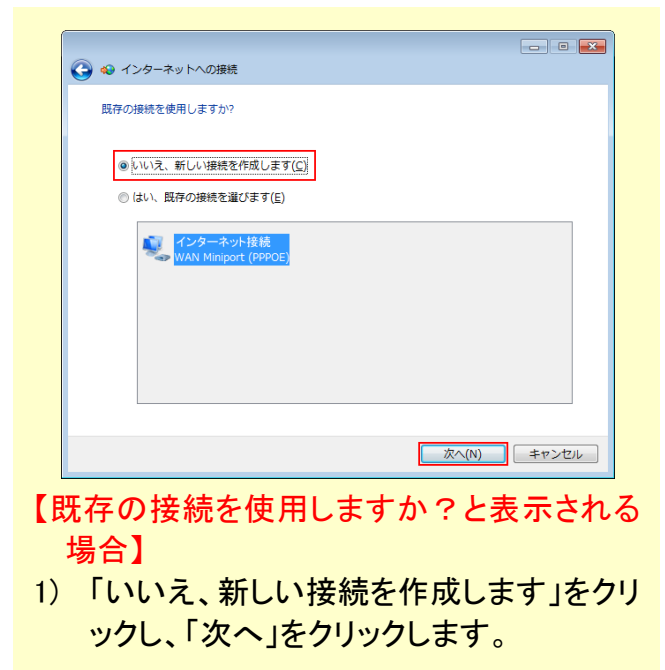 インターネットへの接続
既存の接続を使用しますか?
いいえ、新しい接続を作成します(C)
はい、既存の接続を選びます(E)
インターネット接続
WAN Miniport (PPPOE)
次へ(N) キャンセル
【既存の接続を使用しますか？と表示される
場合】
1) 「いいえ、新しい接続を作成します」をクリ
ックし、「次へ」をクリックします。